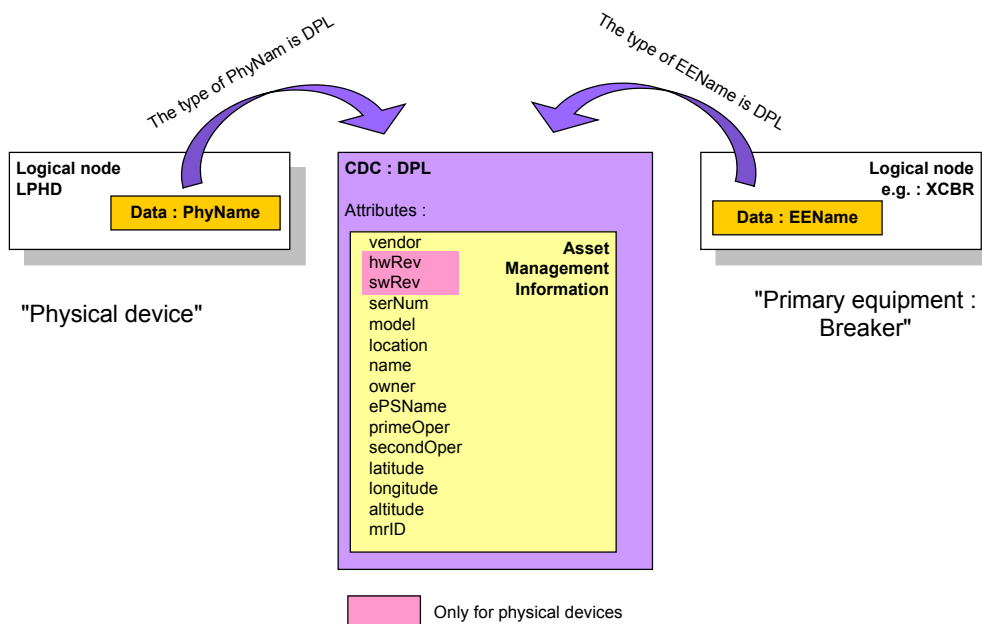 The type of PhyNam is DPL
The type of EEName is DPL
Logical node
LPHD
Data : PhyName
"Physical device"
CDC : DPL
Attributes :
vendor
hwRev
swRev
serNum
model
location
name
owner
ePSName
primeOper
secondOper
latitude
longitude
altitude
mrID
Asset
Management
Information
Logical node
e.g. : XCBR
Data : EEName
"Primary equipment :
Breaker"
Only for physical devices